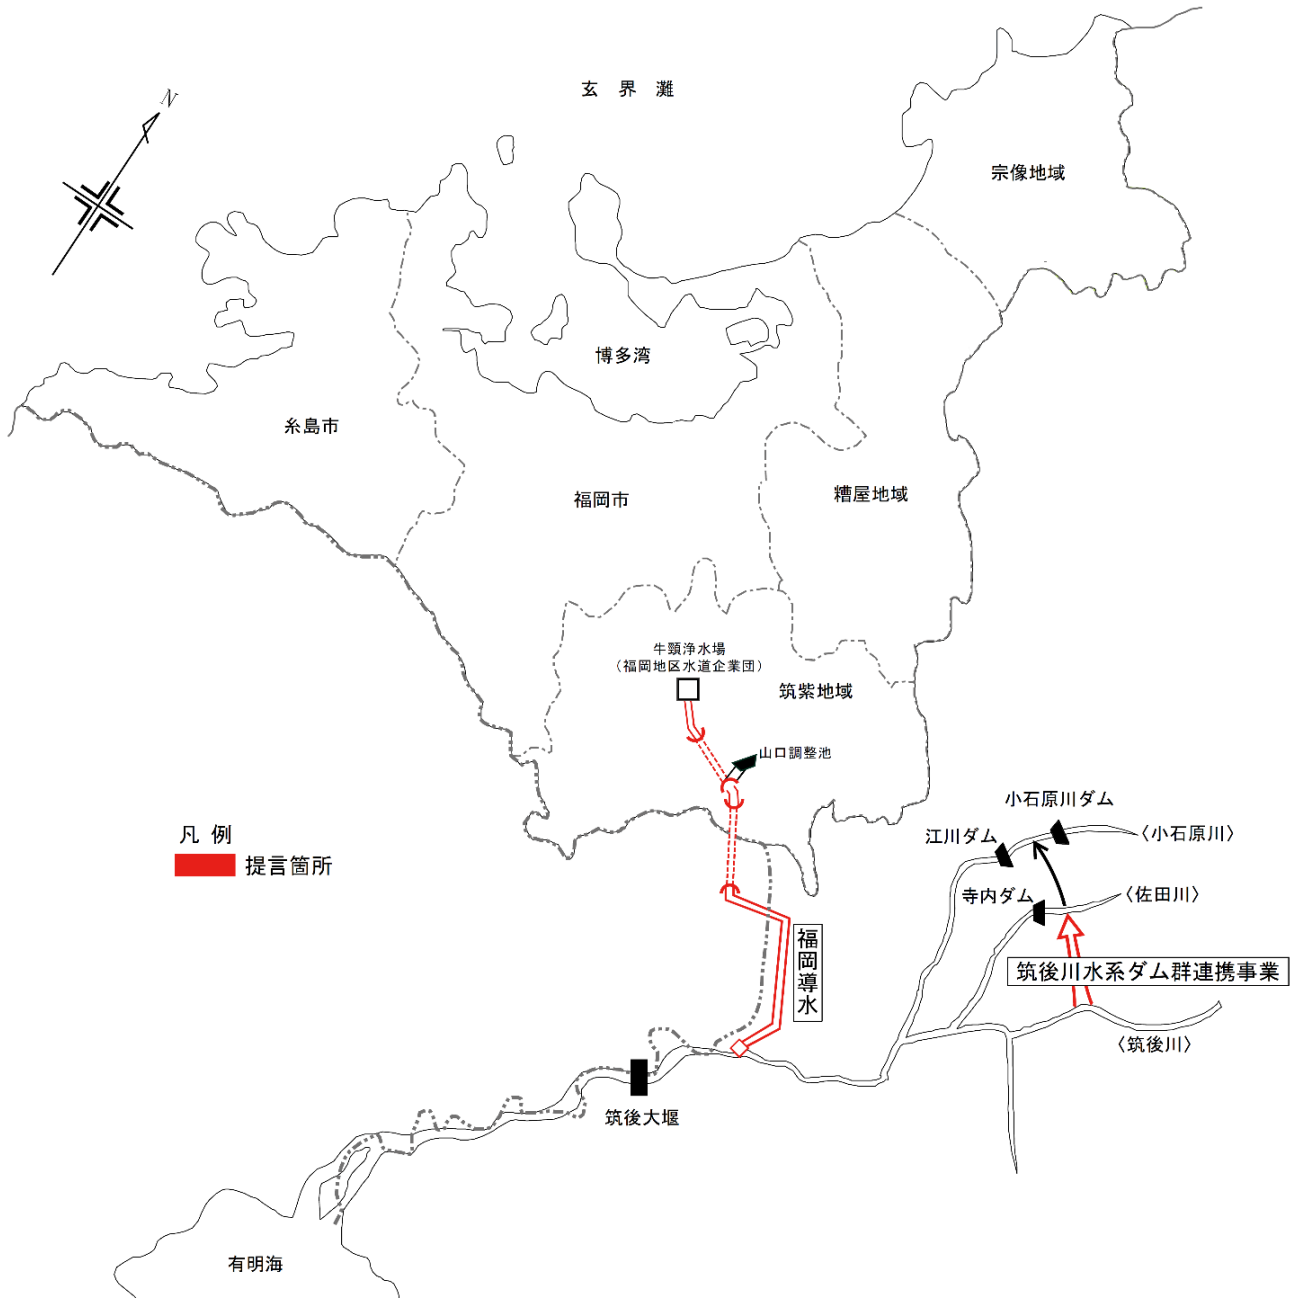 玄界灘
N
宗像地域
博多湾
糸島市
福岡市
糟屋地域
牛頸浄水場
（福岡地区水道企業団）
筑紫地域
山口調整池
小石原川ダム
凡例
江川ダム
〈小石原川〉
提言箇所
寺内ダム
〈佐田川〉
福岡導水
筑後川水系ダム群連携事業
〈筑後川〉
筑後大堰
有明海